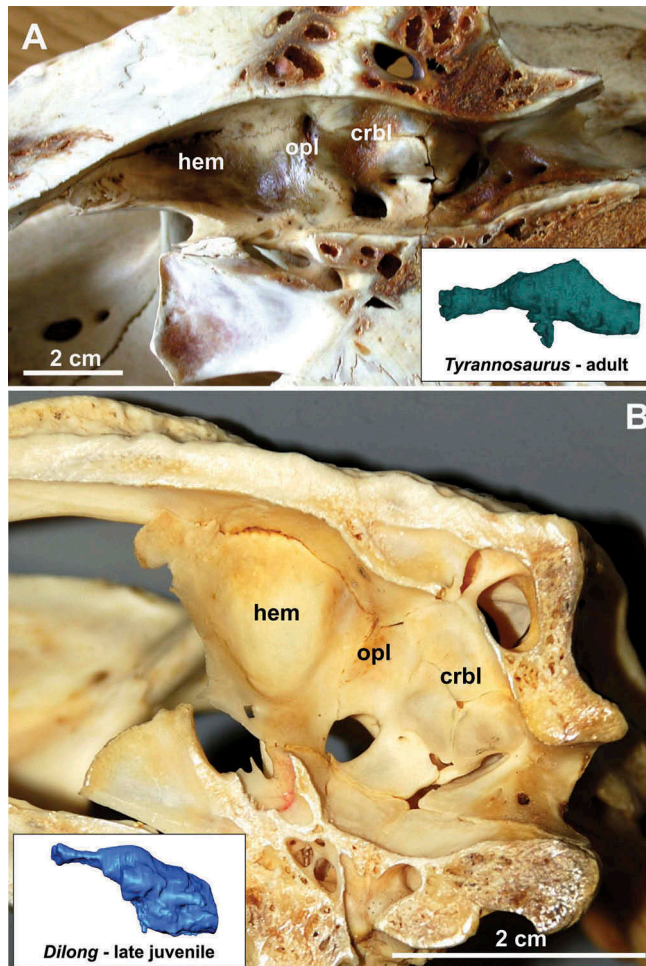 A
hem
opl
crbl
2 cm
Tyrannosaurus - adult
B
hem
opl
crbl
Dilong - late juvenile
2 cm